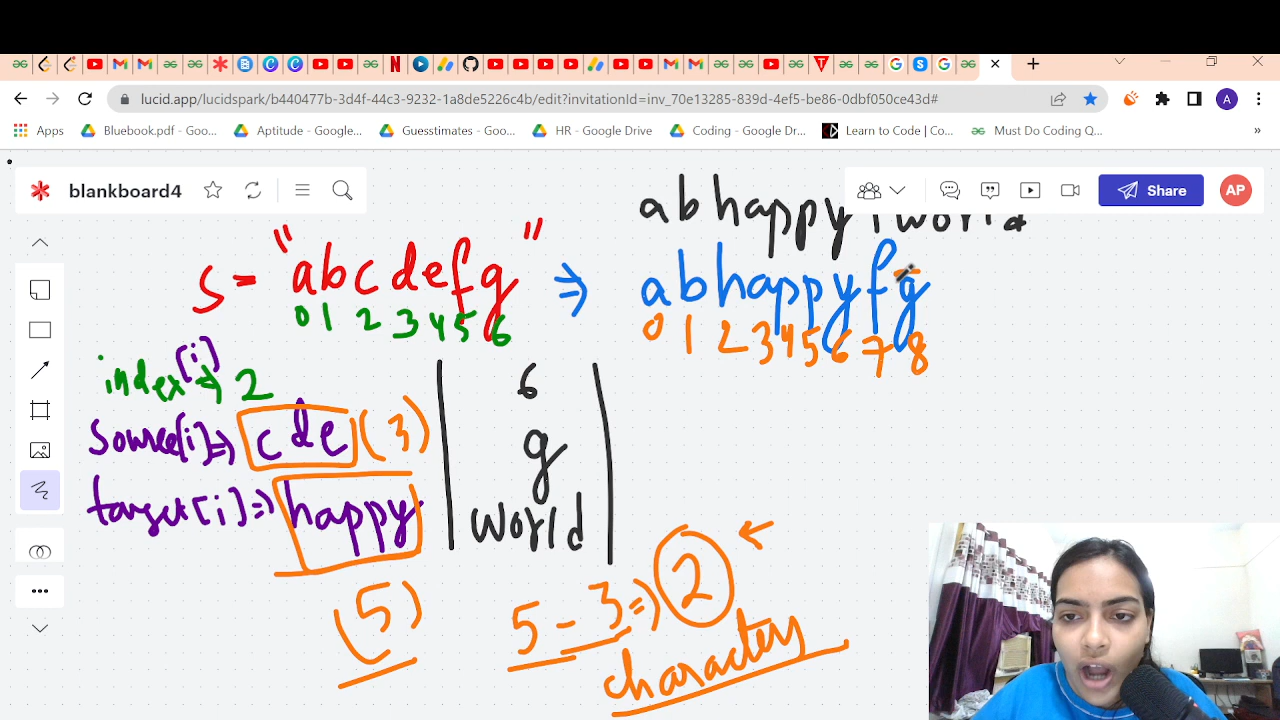 lucid.app/lucidspark/b440477b-3d4f-44c3-9232-1a8de5226c4b/edit?invitationId=inv_70e13285-839d-4ef5-be86-0dbf050ce43d#
A
Apps
Bluebook.pdf - Goo...
Aptitude - Google...
Guesstimates - Goo...
HR - Google Drive
Coding - Google Dr...
Learn to Code | Co...
Must Do Coding Q...
»
blankboard4
Share
AP
abhappyfworld
S = "abcdefg" ⇒ abhappyfg
0 1 2 3 4 5 6
0 1 2 3 4 5 6 7 8
index[i] ⇒ 2
source[i] ⇒ cde (3)
target[i] ⇒ happy
(5)
6
g
world
5 - 3 ⇒ 2 ←
characters